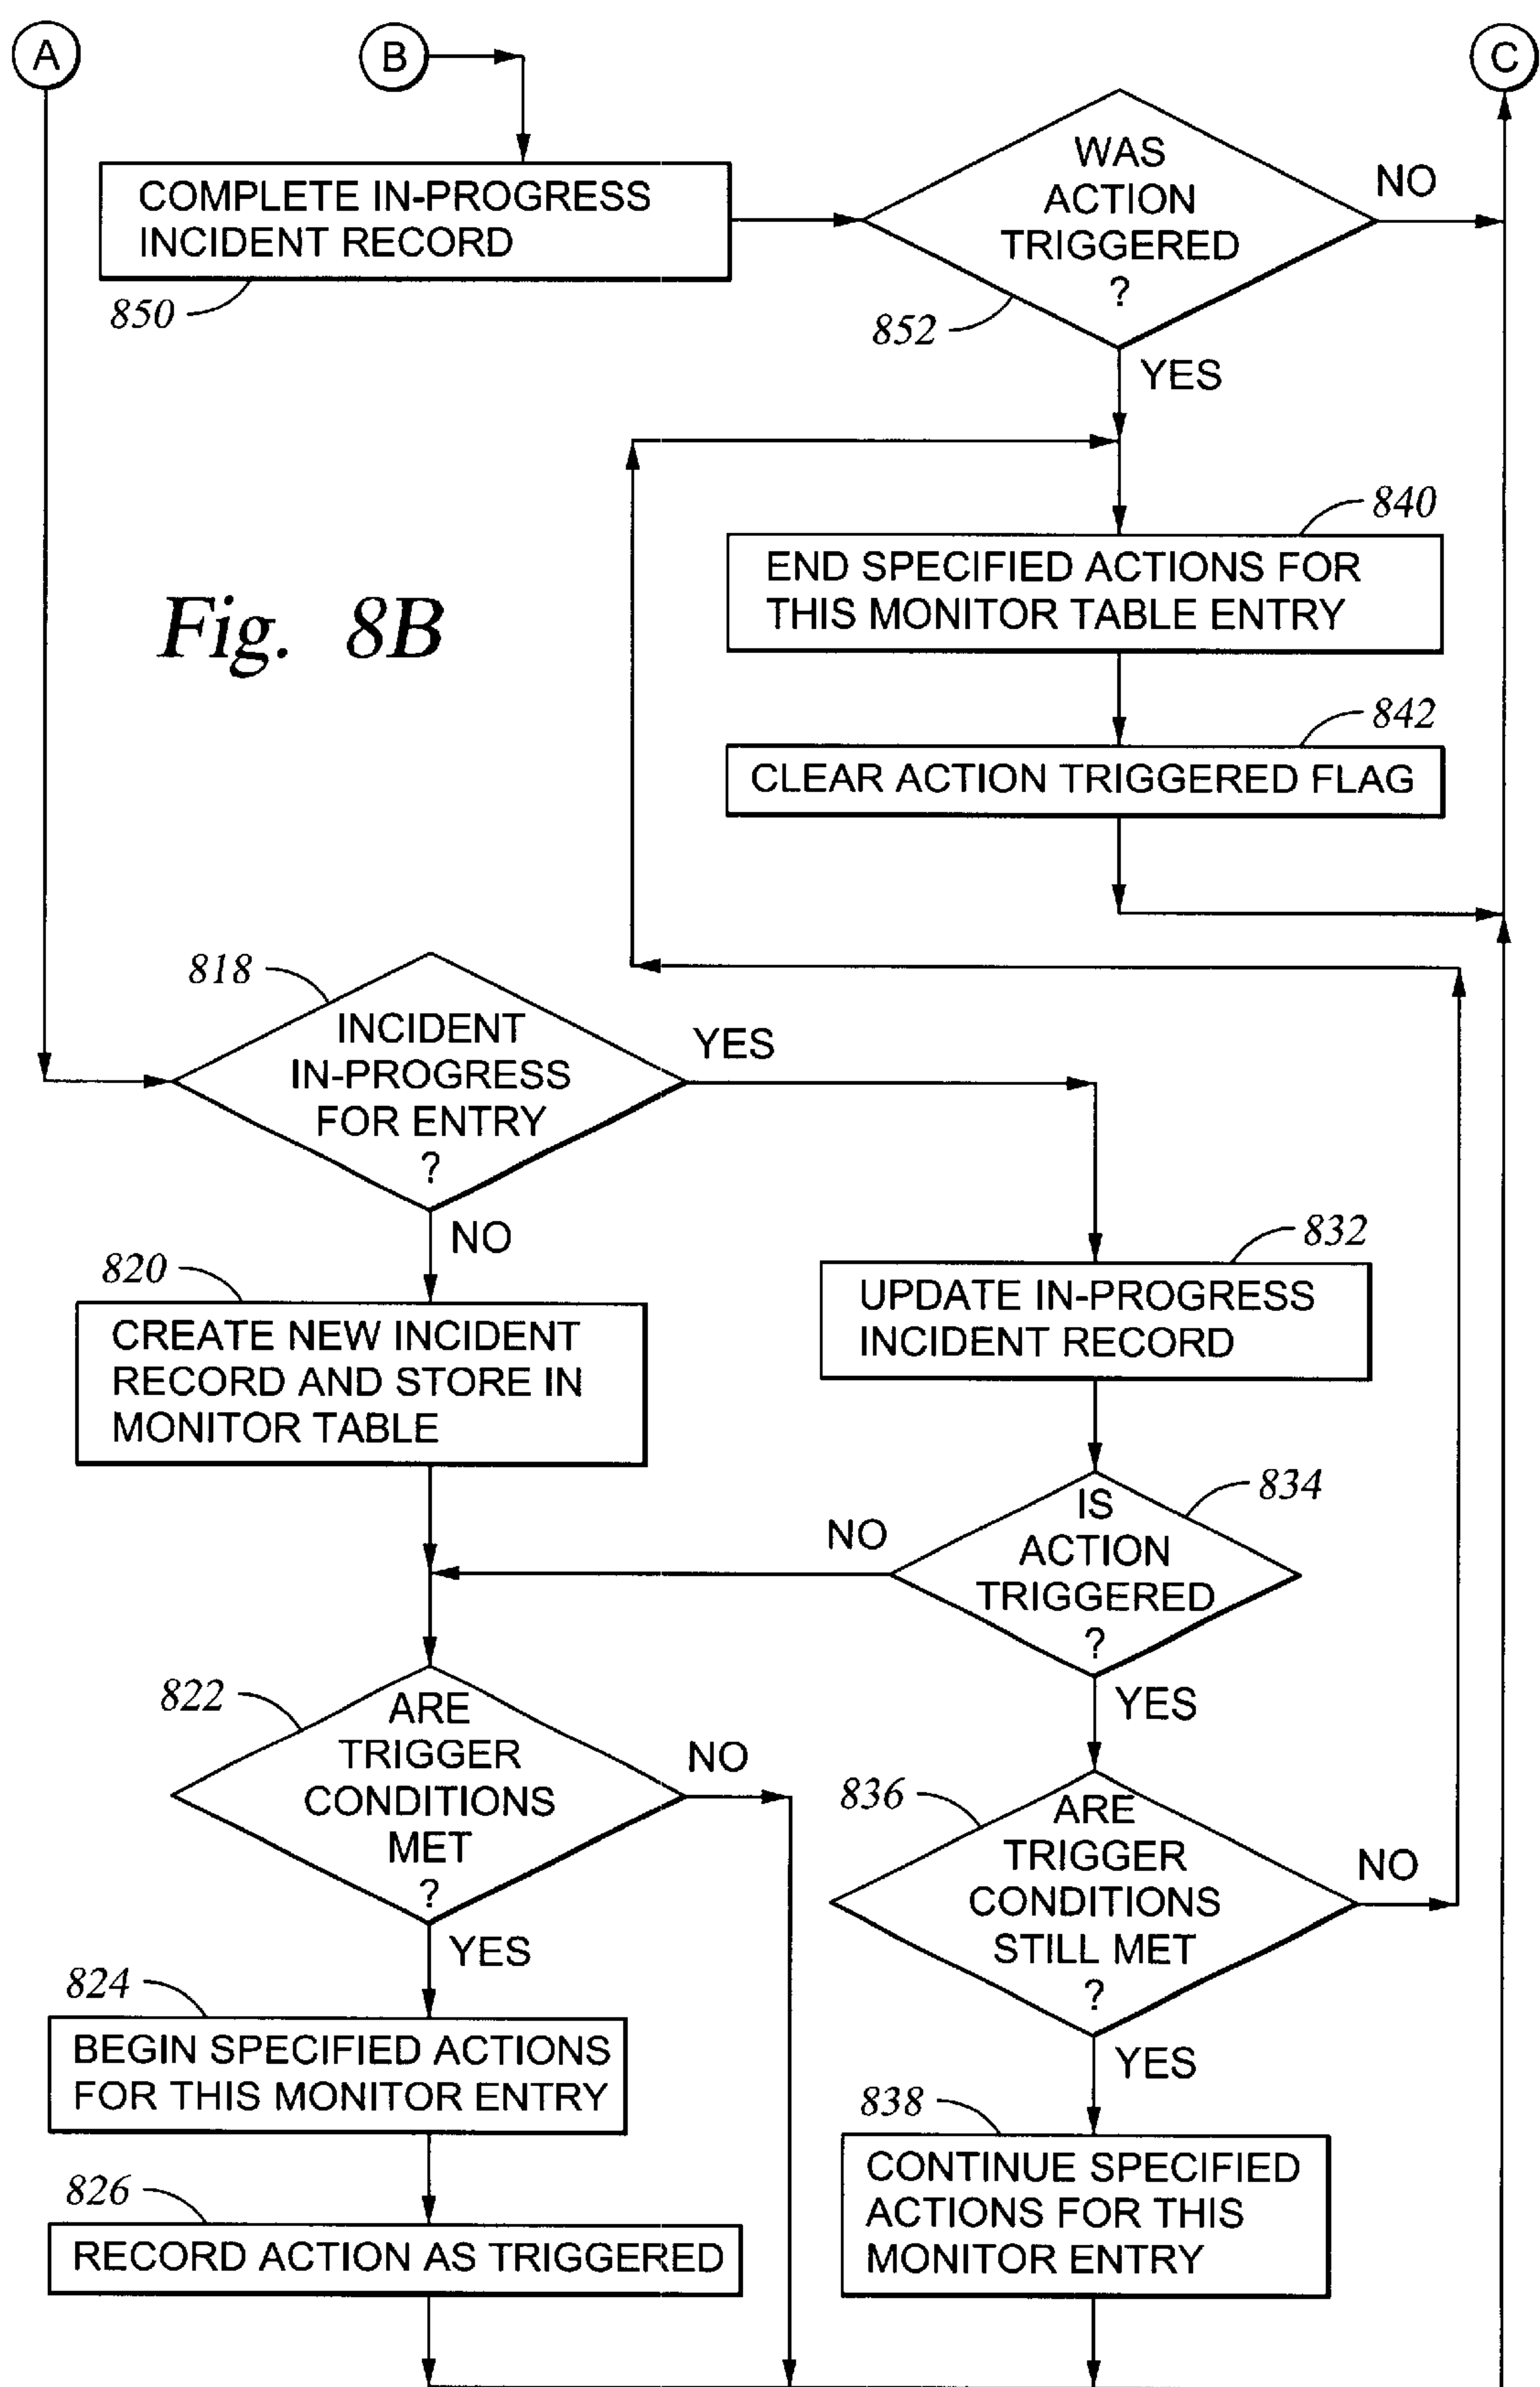 A
B
C
COMPLETE IN-PROGRESS
INCIDENT RECORD
850
WAS
ACTION
TRIGGERED
?
852
NO
YES
840
END SPECIFIED ACTIONS FOR
THIS MONITOR TABLE ENTRY
Fig. 8B
842
CLEAR ACTION TRIGGERED FLAG
818
INCIDENT
IN-PROGRESS
FOR ENTRY
?
YES
NO
820
CREATE NEW INCIDENT
RECORD AND STORE IN
MONITOR TABLE
832
UPDATE IN-PROGRESS
INCIDENT RECORD
834
IS
ACTION
TRIGGERED
?
NO
YES
822
ARE
TRIGGER
CONDITIONS
MET
?
NO
YES
836
ARE
TRIGGER
CONDITIONS
STILL MET
?
NO
YES
824
BEGIN SPECIFIED ACTIONS
FOR THIS MONITOR ENTRY
826
RECORD ACTION AS TRIGGERED
838
CONTINUE SPECIFIED
ACTIONS FOR THIS
MONITOR ENTRY